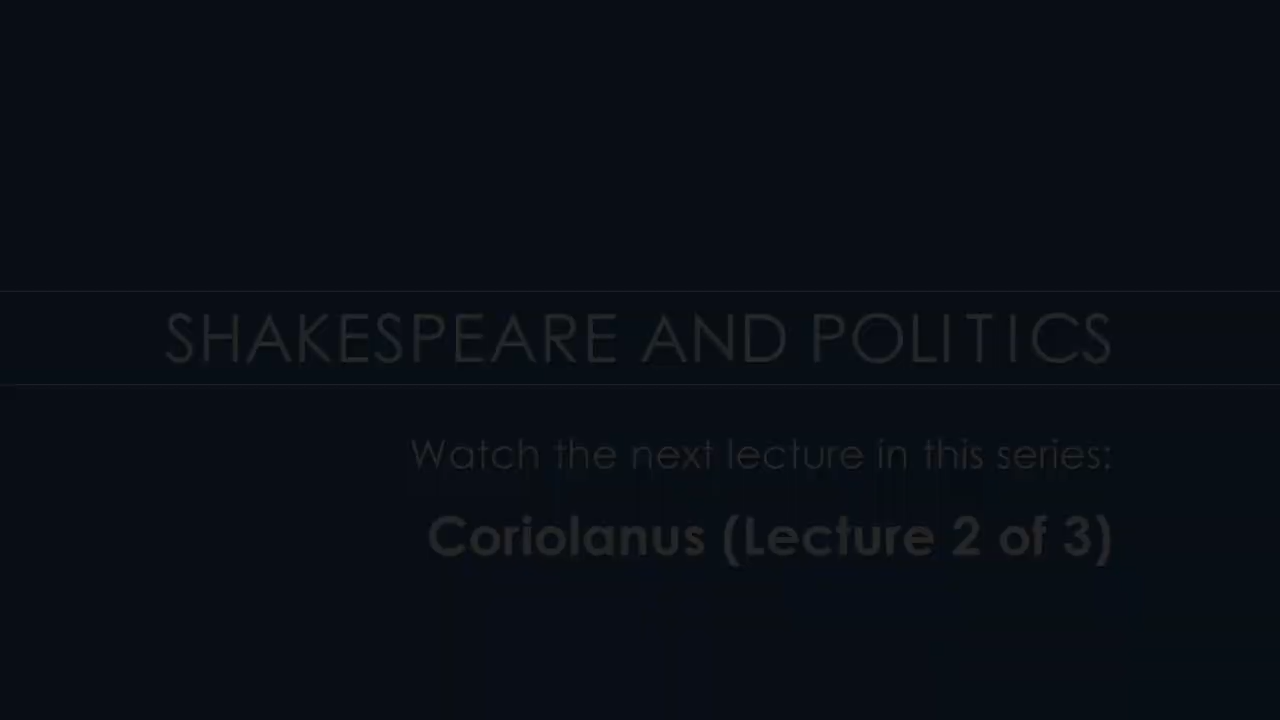 SHAKESPEARE AND POLITICS
Watch the next lecture in this series:
Coriolanus (Lecture 2 of 3)